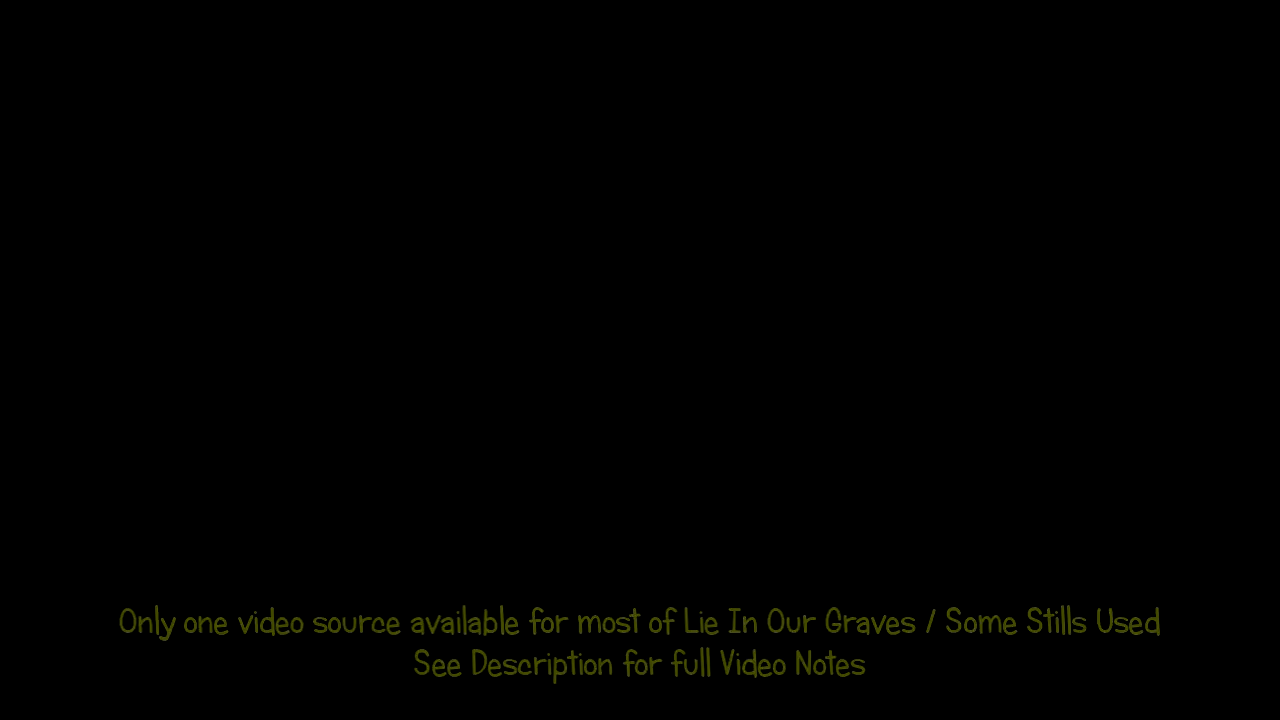 Only one video source available for most of Lie In Our Graves / Some Stills Used
See Description for full Video Notes